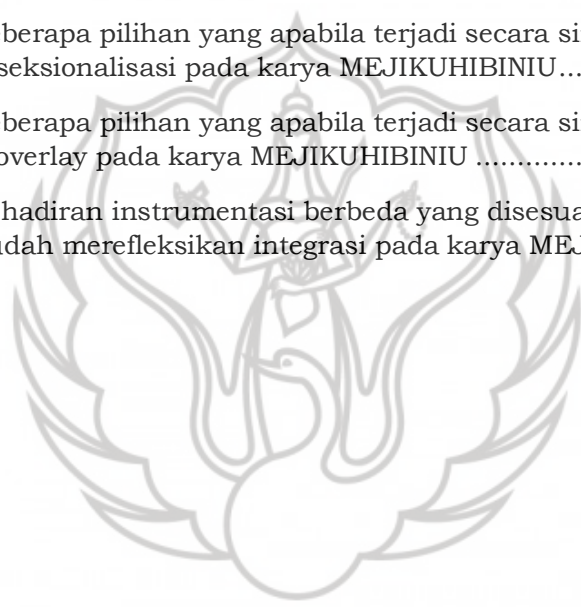 berapa pilihan yang apabila terjadi secara si
seksionalisasi pada karya MEJIKUHIBINIU...
berapa pilihan yang apabila terjadi secara si
overlay pada karya MEJIKUHIBINIU .............
hadiran instrumentasi berbeda yang disesua
udah merefleksikan integrasi pada karya MEJ